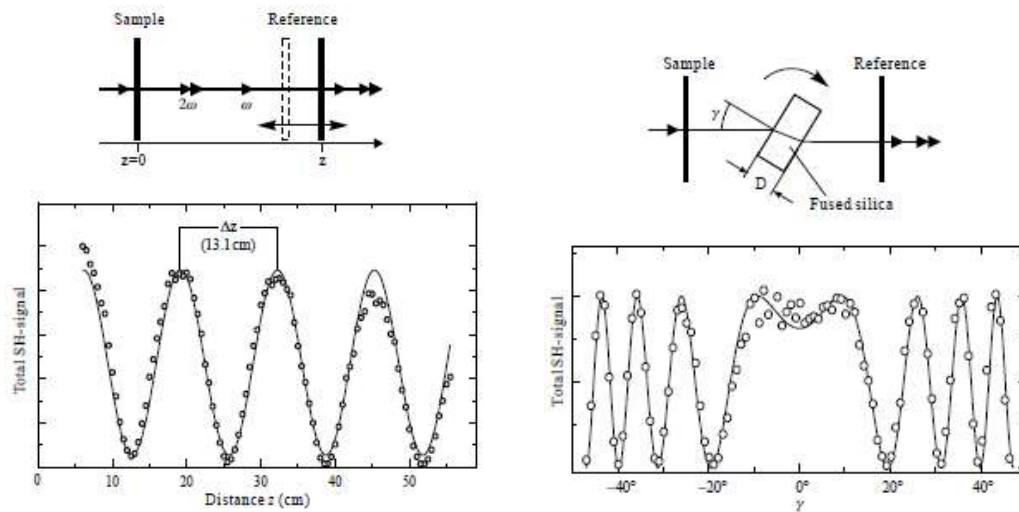 Sample
Reference
2ω
ω
z=0
z
Δz
(13.1cm)
Total SH-signal
0
10
20
30
40
50
Distance z (cm)
Sample
Reference
γ
D
Fused silica
Total SH-signal
−40°
−20°
0°
20°
40°
γ